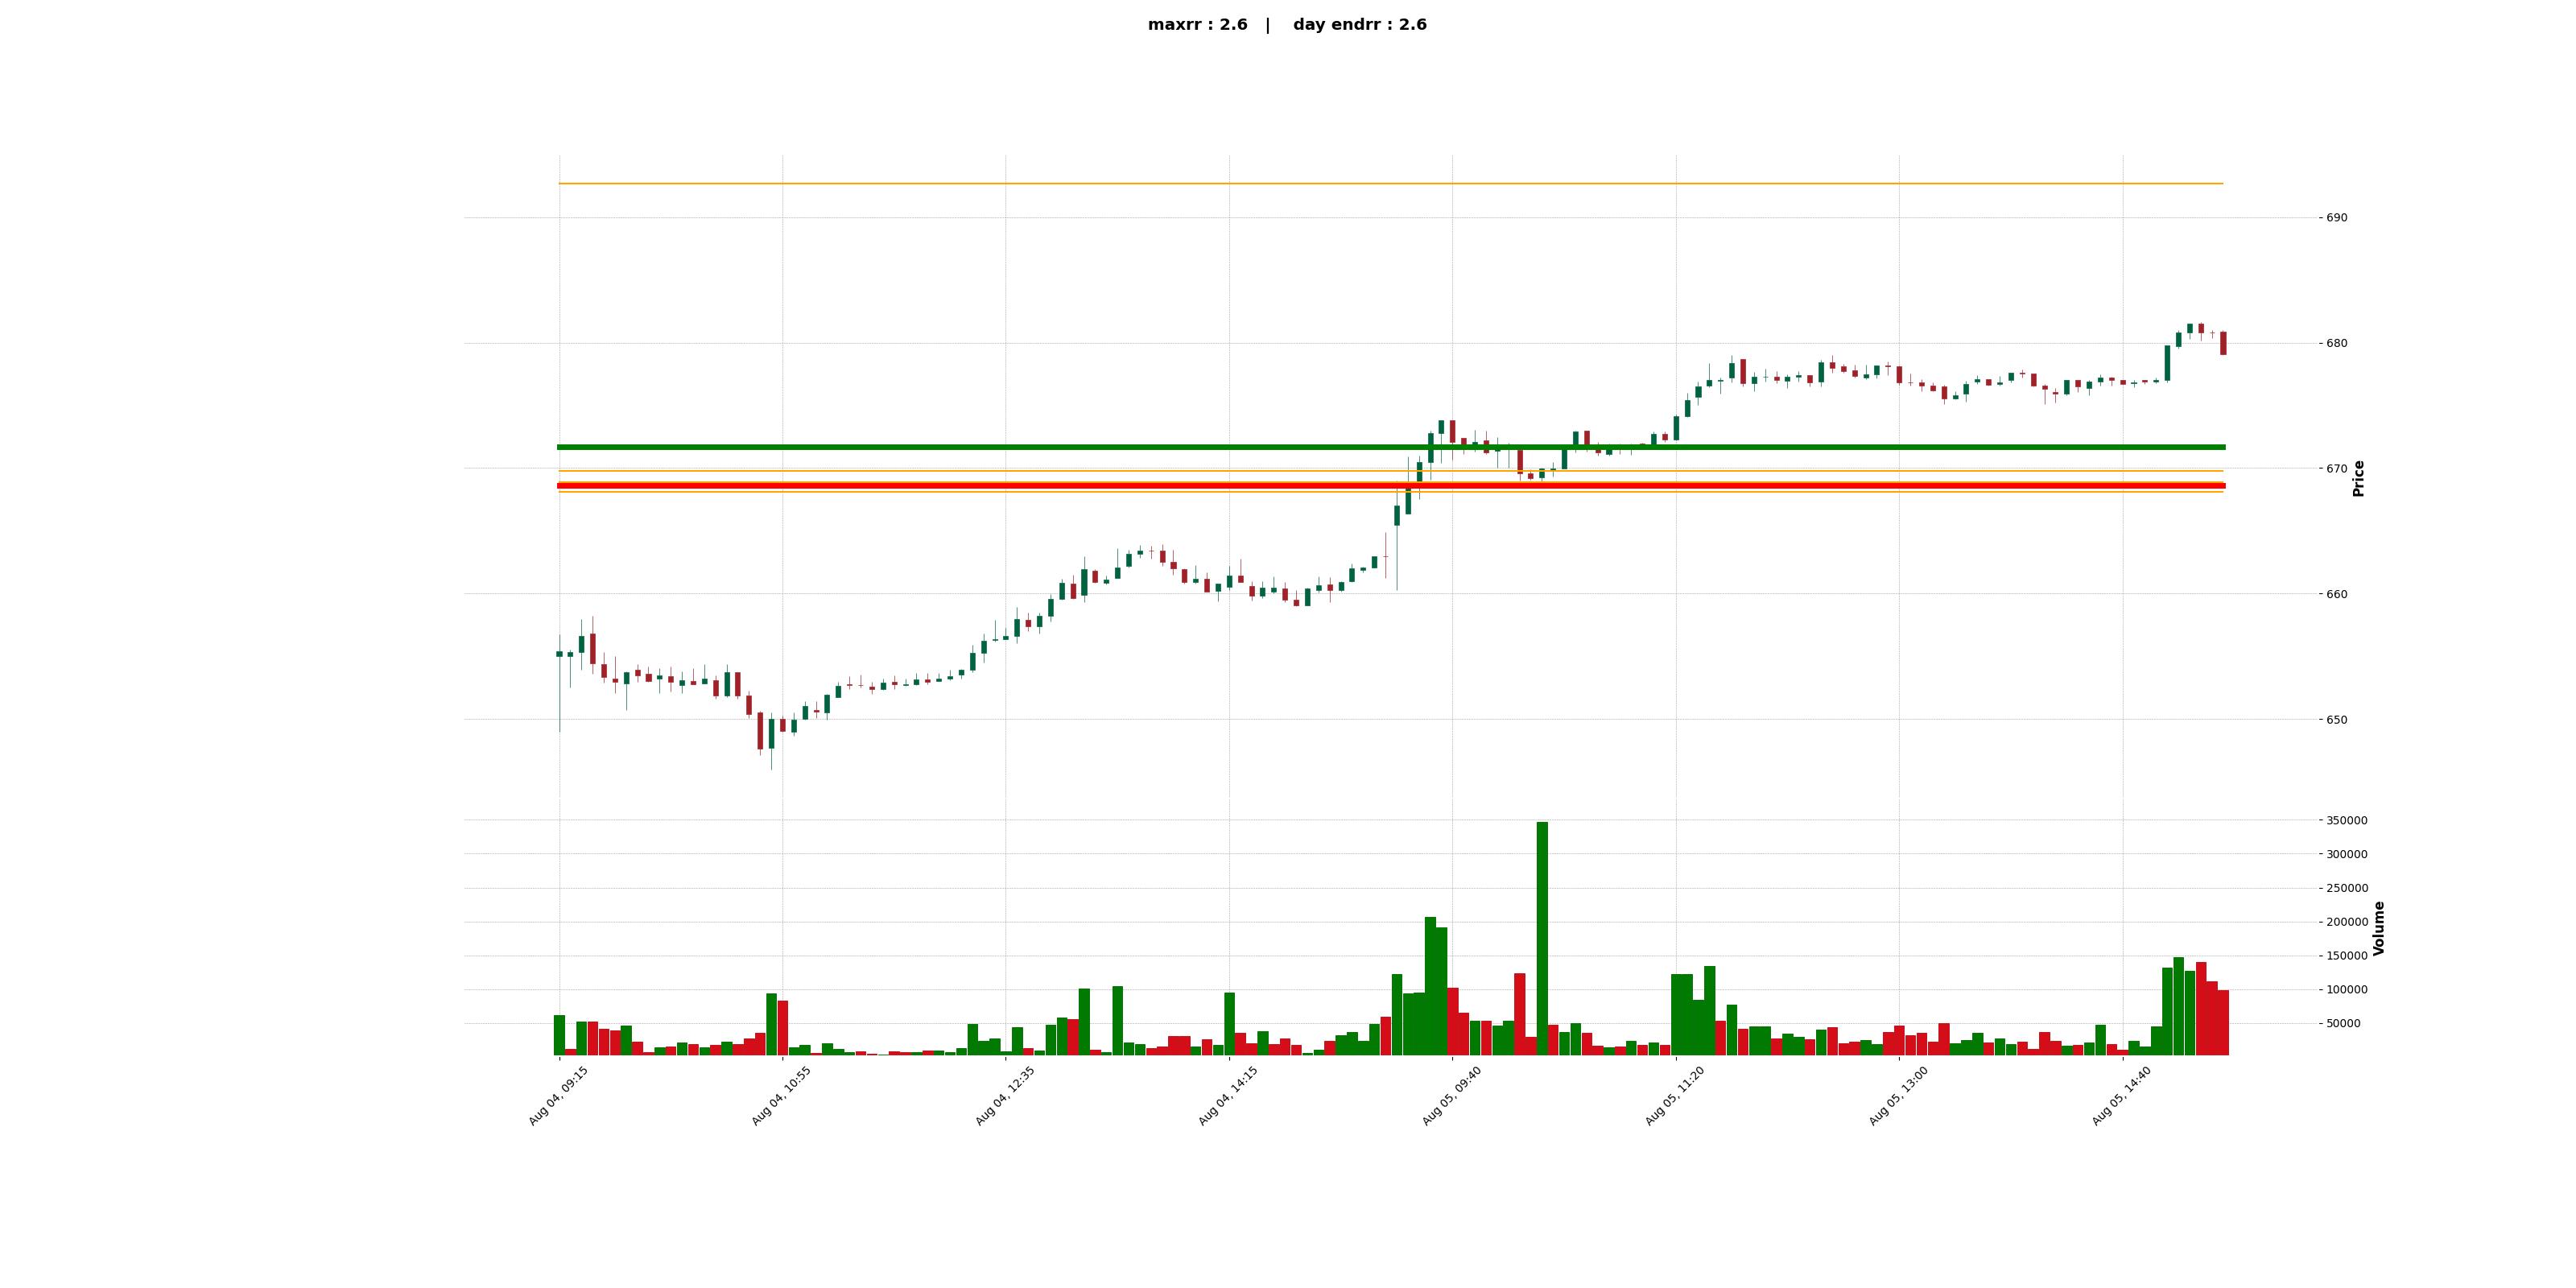 maxrr : 2.6   |    day endrr : 2.6
690
680
670
660
650
Price
350000
300000
250000
200000
150000
100000
50000
Volume
Aug 04, 09:15
Aug 04, 10:55
Aug 04, 12:35
Aug 04, 14:15
Aug 05, 09:40
Aug 05, 11:20
Aug 05, 13:00
Aug 05, 14:40